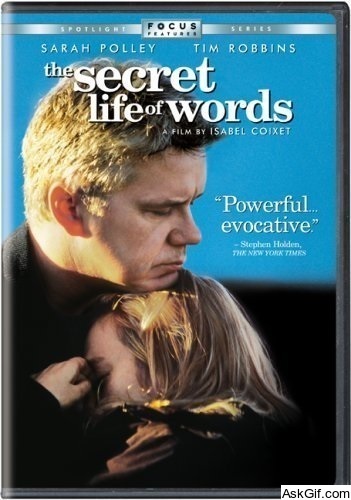 SPOTLIGHT FOCUS FEATURES SERIES
SARAH POLLEY TIM ROBBINS
the secret
life of words
A FILM BY ISABEL COIXET
“Powerful...
evocative.”
– Stephen Holden,
THE NEW YORK TIMES
AskGif.com